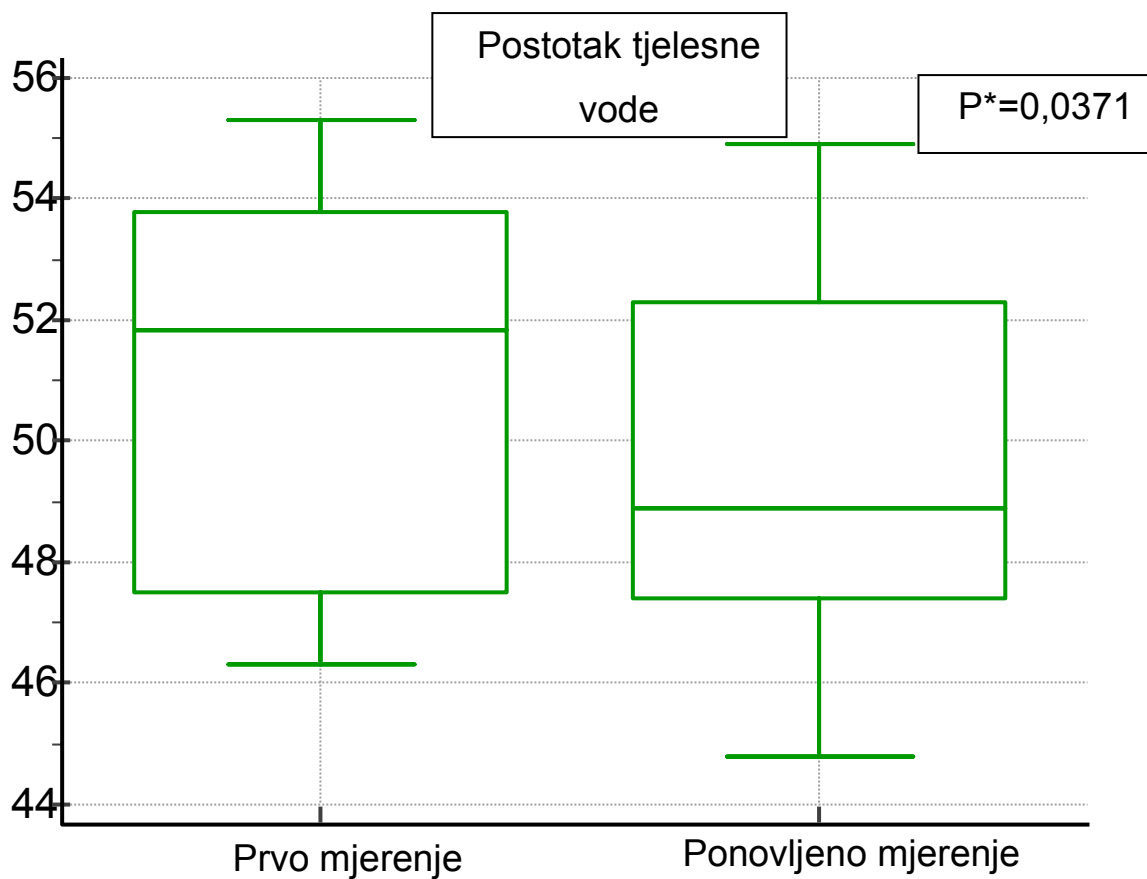 Postotak tjelesne
vode
P*=0,0371
56
54
52
50
48
46
44
Prvo mjerenje
Ponovljeno mjerenje